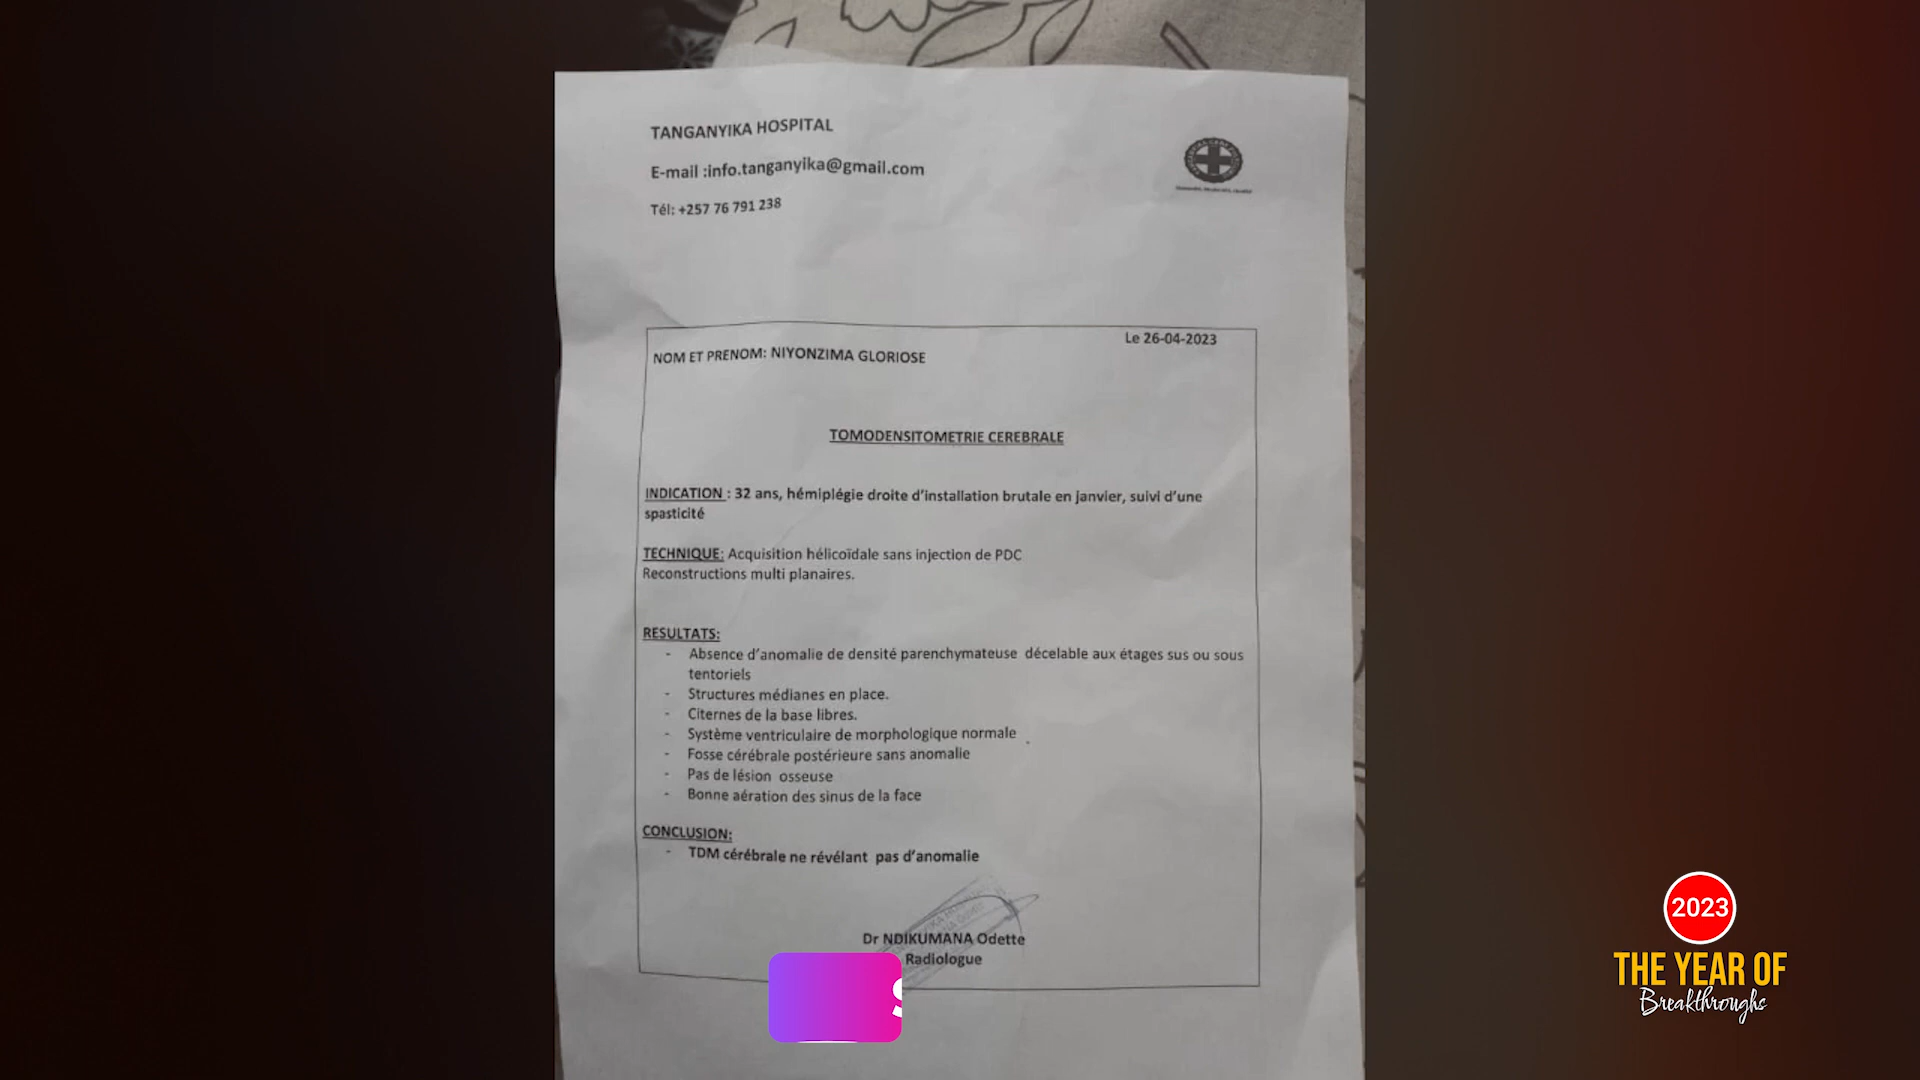 TANGANYIKA HOSPITAL
E-mail :info.tanganyika@gmail.com
Tél: +257 76 791 238
Le 26-04-2023
NOM ET PRENOM: NIYONZIMA GLORIOSE
TOMODENSITOMETRIE CEREBRALE
INDICATION : 32 ans, hémiplégie droite d'installation brutale en janvier, suivi d'une
spasticité
TECHNIQUE: Acquisition hélicoïdale sans injection de PDC
Reconstructions multi planaires.
RESULTATS:
- Absence d'anomalie de densité parenchymateuse décelable aux étages sus ou sous
tentoriels
- Structures médianes en place.
- Citernes de la base libres.
- Système ventriculaire de morphologique normale
- Fosse cérébrale postérieure sans anomalie
- Pas de lésion osseuse
- Bonne aération des sinus de la face
CONCLUSION:
- TDM cérébrale ne révélant pas d'anomalie
Dr NDIKUMANA Odette
Radiologue
2023
THE YEAR OF
Breakthroughs